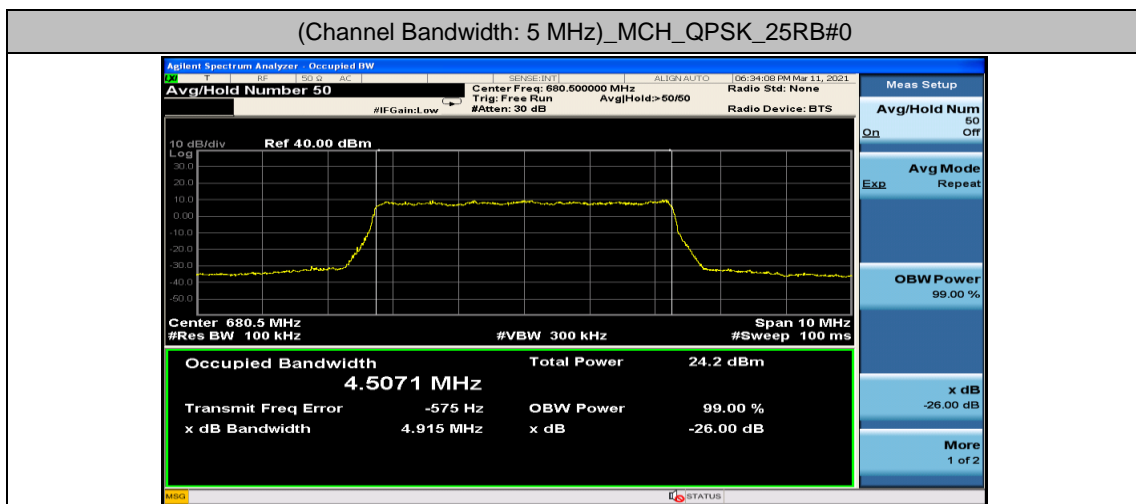 (Channel Bandwidth: 5 MHz)_MCH_QPSK_25RB#0
Agilent Spectrum Analyzer - Occupied BW
LXI T RF 50 Ω AC SENSE:INT ALIGN AUTO 06:34:08 PM Mar 11, 2021
Avg/Hold Number 50
Center Freq: 680.500000 MHz
Radio Std: None
Trig: Free Run Avg|Hold:>50/50
#IFGain:Low #Atten: 30 dB Radio Device: BTS
10 dB/div Ref 40.00 dBm
Log
30.0
20.0
10.0
0.00
-10.0
-20.0
-30.0
-40.0
-50.0
Center 680.5 MHz Span 10 MHz
#Res BW 100 kHz #VBW 300 kHz #Sweep 100 ms
Occupied Bandwidth Total Power 24.2 dBm
4.5071 MHz
Transmit Freq Error -575 Hz OBW Power 99.00 %
x dB Bandwidth 4.915 MHz x dB -26.00 dB
MSG STATUS
Meas Setup
Avg/Hold Num
50
On Off
Avg Mode
Exp Repeat
OBW Power
99.00 %
x dB
-26.00 dB
More
1 of 2